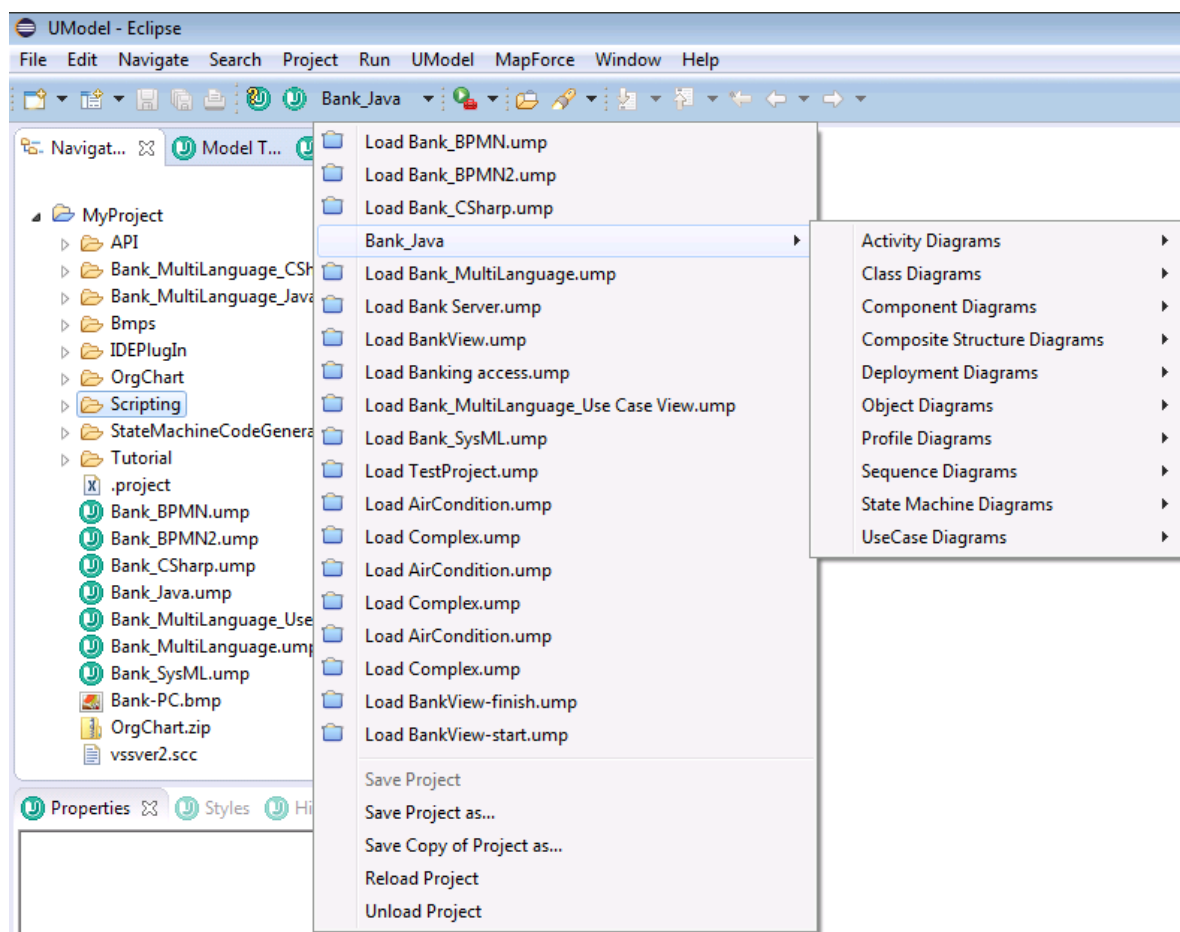 UModel - Eclipse
File Edit Navigate Search Project Run UModel MapForce Window Help
Bank_Java
Navigat... Model T...
MyProject
API
Bank_MultiLanguage_CSh
Bank_MultiLanguage_Java
Bmps
IDEPlugIn
OrgChart
Scripting
StateMachineCodeGenera
Tutorial
.project
Bank_BPMN.ump
Bank_BPMN2.ump
Bank_CSharp.ump
Bank_Java.ump
Bank_MultiLanguage_Use
Bank_MultiLanguage.ump
Bank_SysML.ump
Bank-PC.bmp
OrgChart.zip
vssver2.scc
Properties Styles Hi
Load Bank_BPMN.ump
Load Bank_BPMN2.ump
Load Bank_CSharp.ump
Bank_Java
Load Bank_MultiLanguage.ump
Load Bank Server.ump
Load BankView.ump
Load Banking access.ump
Load Bank_MultiLanguage_Use Case View.ump
Load Bank_SysML.ump
Load TestProject.ump
Load AirCondition.ump
Load Complex.ump
Load AirCondition.ump
Load Complex.ump
Load AirCondition.ump
Load Complex.ump
Load BankView-finish.ump
Load BankView-start.ump
Save Project
Save Project as...
Save Copy of Project as...
Reload Project
Unload Project
Activity Diagrams
Class Diagrams
Component Diagrams
Composite Structure Diagrams
Deployment Diagrams
Object Diagrams
Profile Diagrams
Sequence Diagrams
State Machine Diagrams
UseCase Diagrams